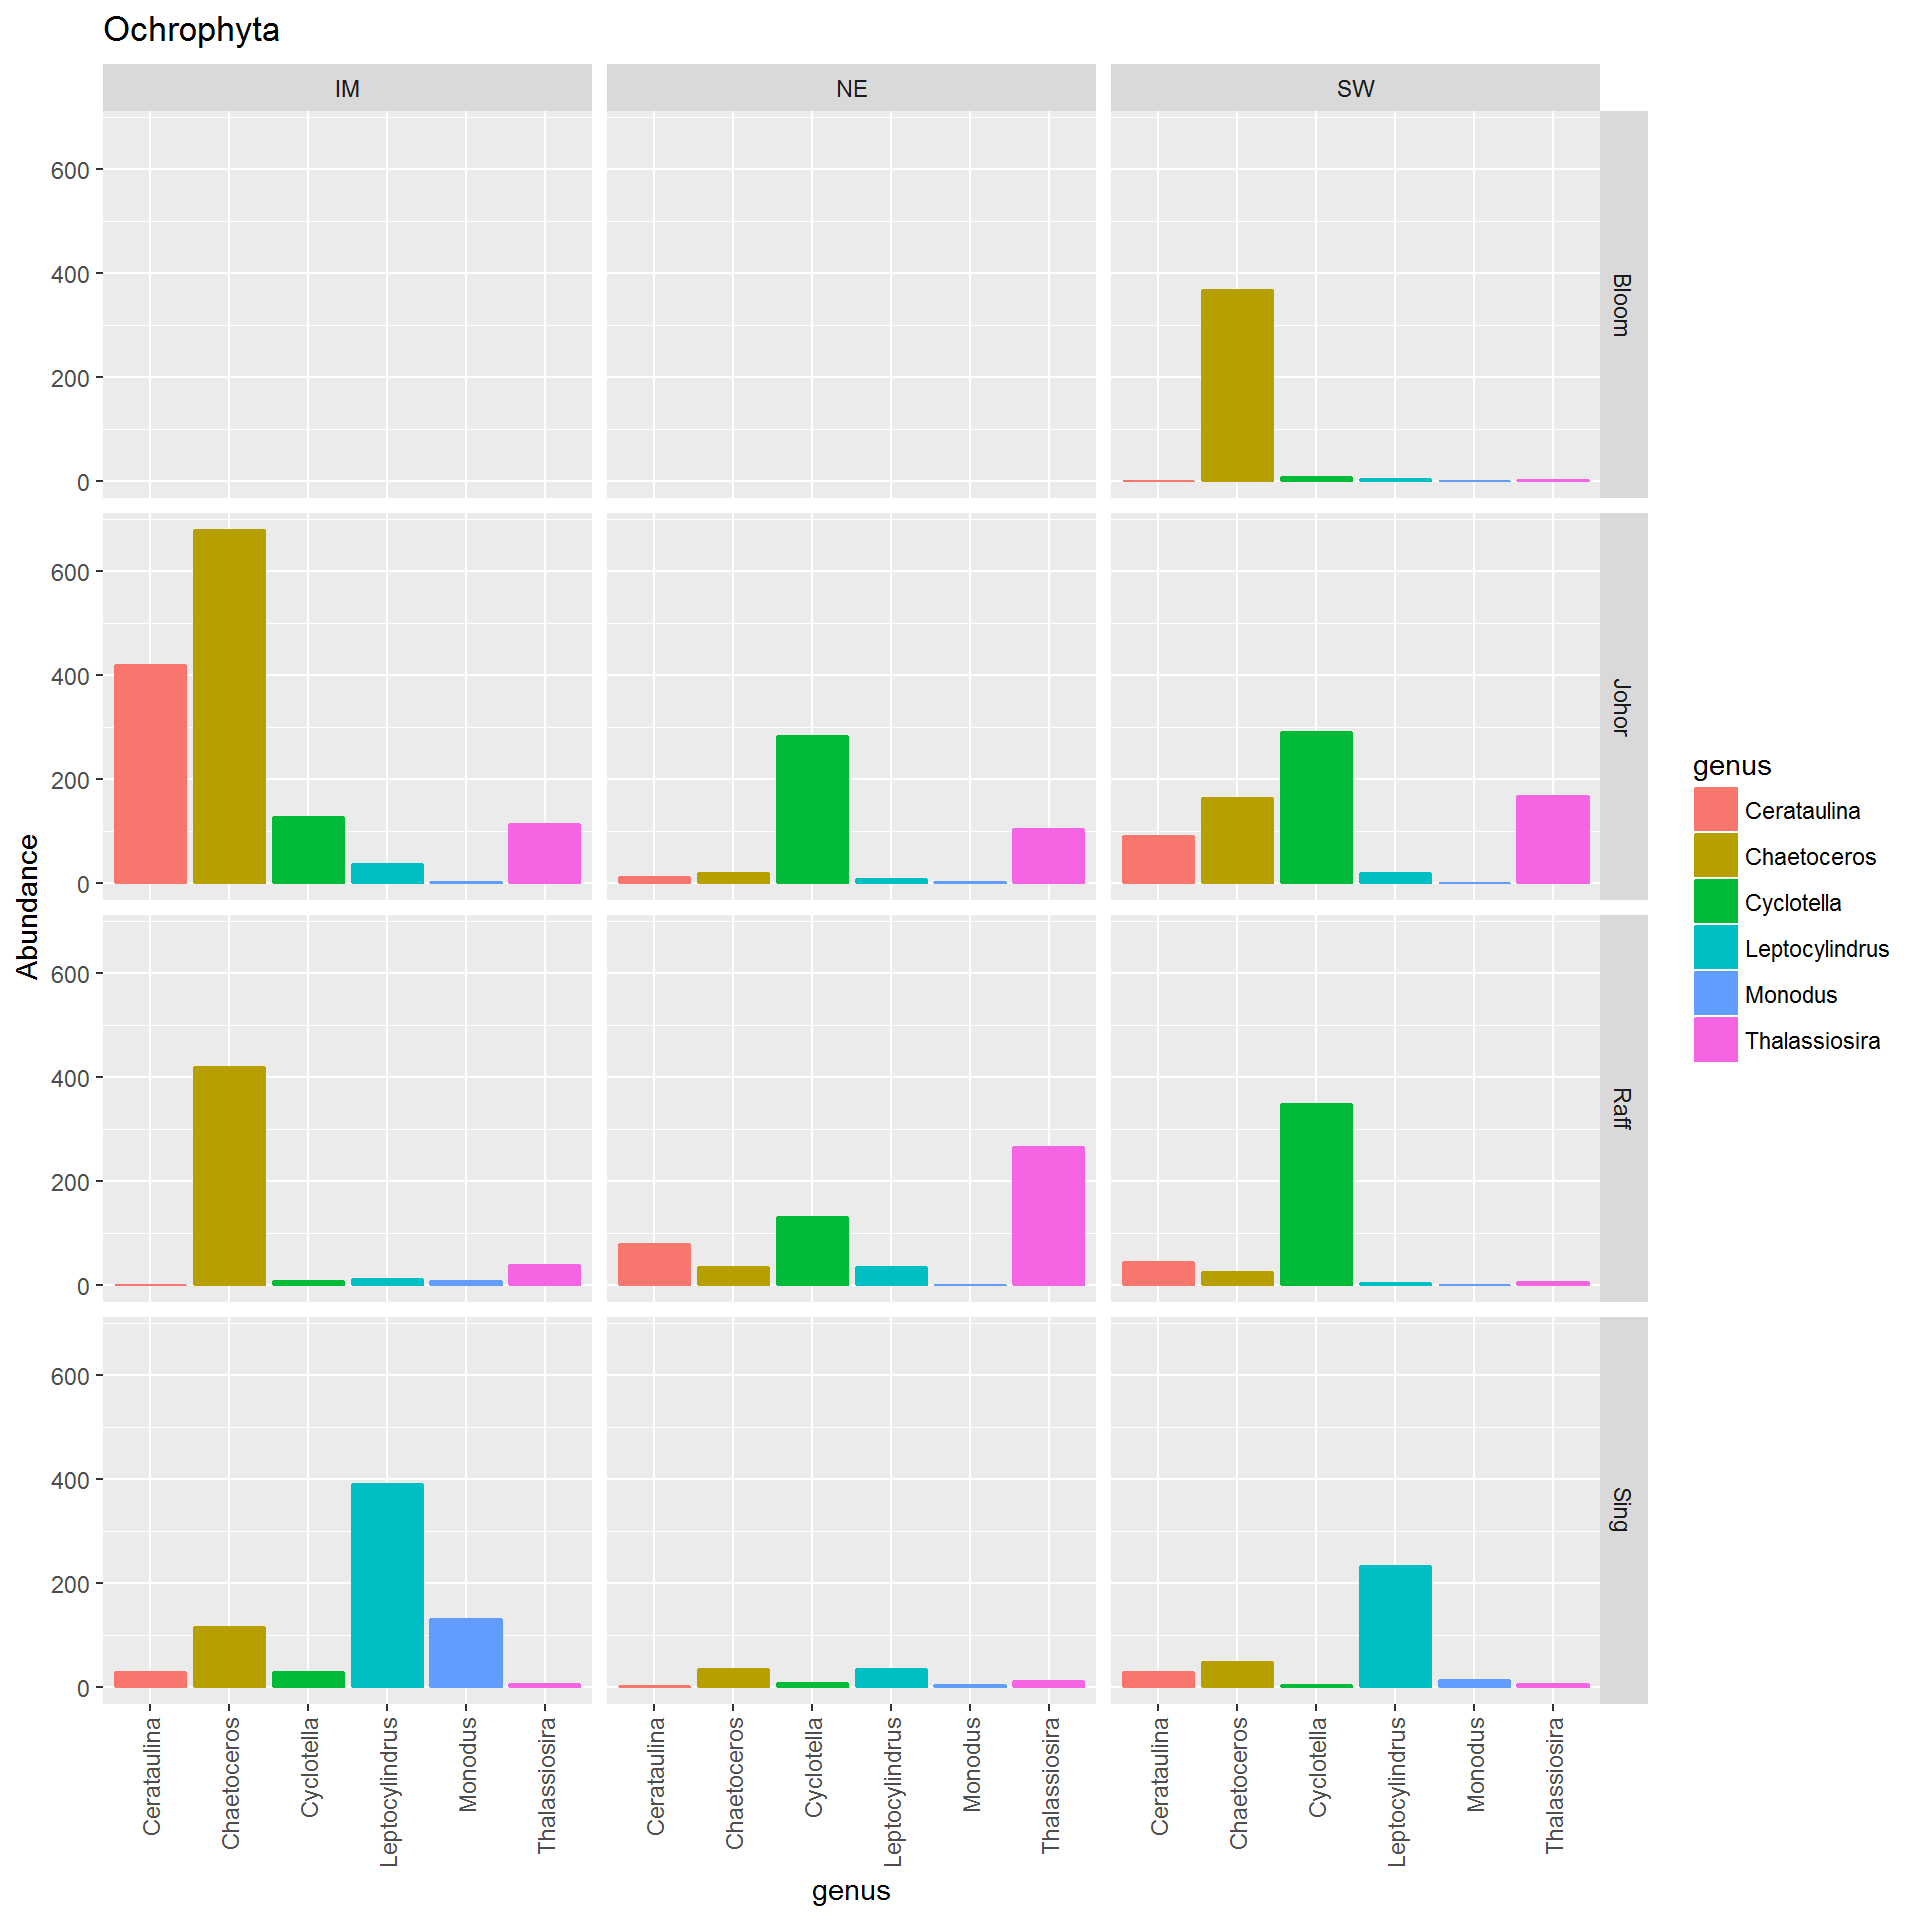 Ochrophyta
IM
NE
SW
600
400
200
0
Bloom
600
400
200
0
Johor
600
400
200
0
Raff
600
400
200
0
Sing
Abundance
Cerataulina
Chaetoceros
Cyclotella
Leptocylindrus
Monodus
Thalassiosira
Cerataulina
Chaetoceros
Cyclotella
Leptocylindrus
Monodus
Thalassiosira
Cerataulina
Chaetoceros
Cyclotella
Leptocylindrus
Monodus
Thalassiosira
genus
genus
Cerataulina
Chaetoceros
Cyclotella
Leptocylindrus
Monodus
Thalassiosira